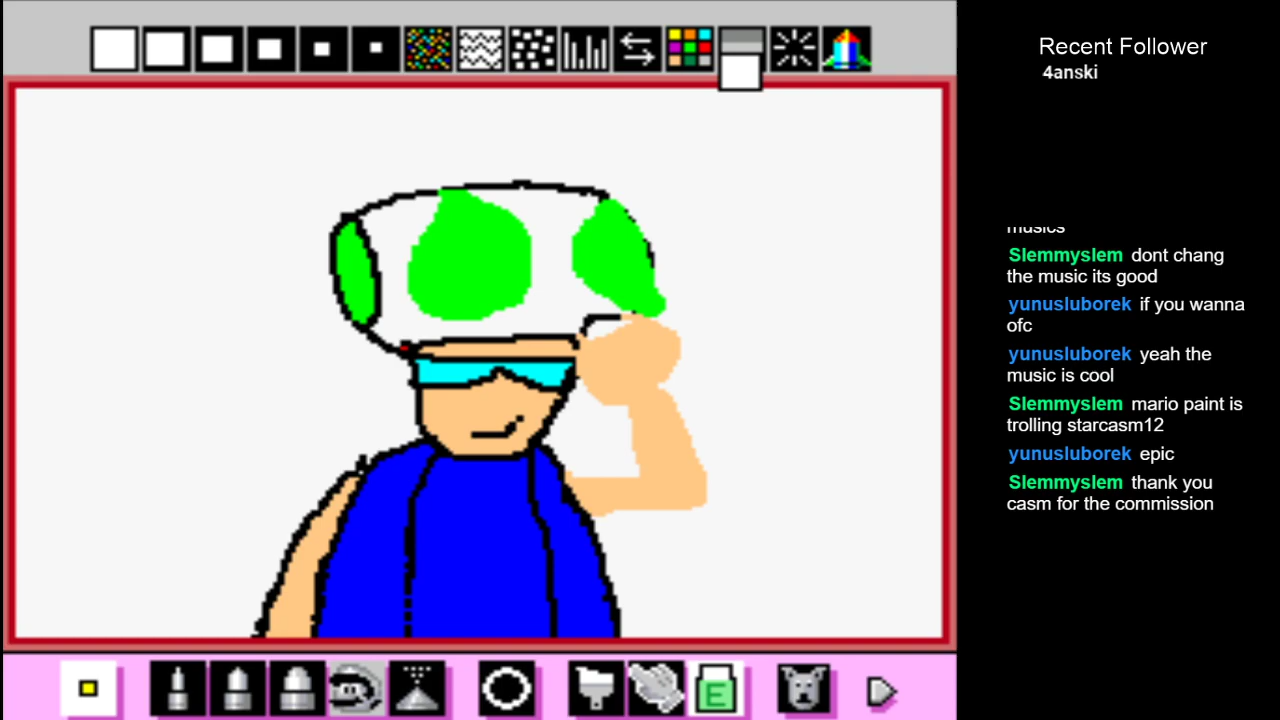 Recent Follower
4anski
musics
Slemmyslem dont chang
the music its good
yunusluborek if you wanna
ofc
yunusluborek yeah the
music is cool
Slemmyslem mario paint is
trolling starcasm12
yunusluborek epic
Slemmyslem thank you
casm for the commission
E